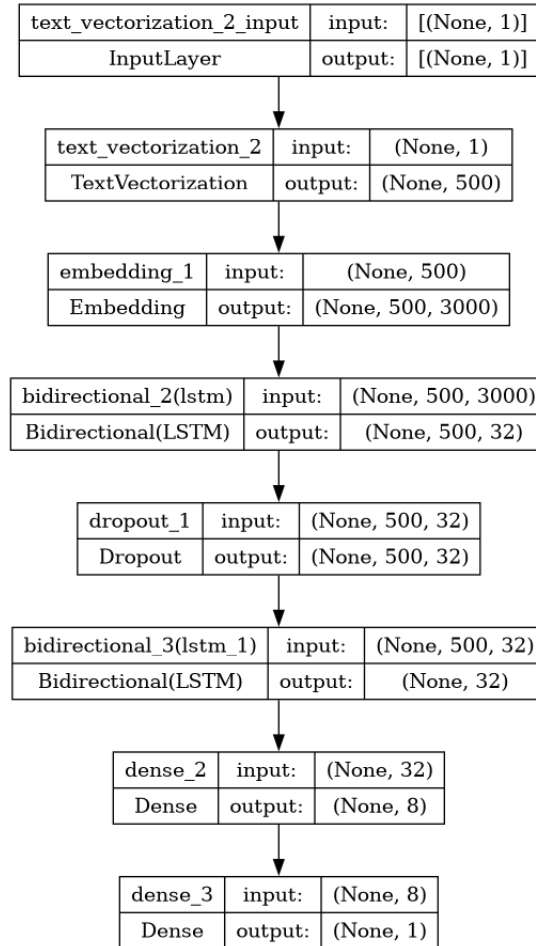 text_vectorization_2_input input: [(None, 1)]
InputLayer output: [(None, 1)]
text_vectorization_2 input: (None, 1)
TextVectorization output: (None, 500)
embedding_1 input: (None, 500)
Embedding output: (None, 500, 3000)
bidirectional_2(lstm) input: (None, 500, 3000)
Bidirectional(LSTM) output: (None, 500, 32)
dropout_1 input: (None, 500, 32)
Dropout output: (None, 500, 32)
bidirectional_3(lstm_1) input: (None, 500, 32)
Bidirectional(LSTM) output: (None, 32)
dense_2 input: (None, 32)
Dense output: (None, 8)
dense_3 input: (None, 8)
Dense output: (None, 1)